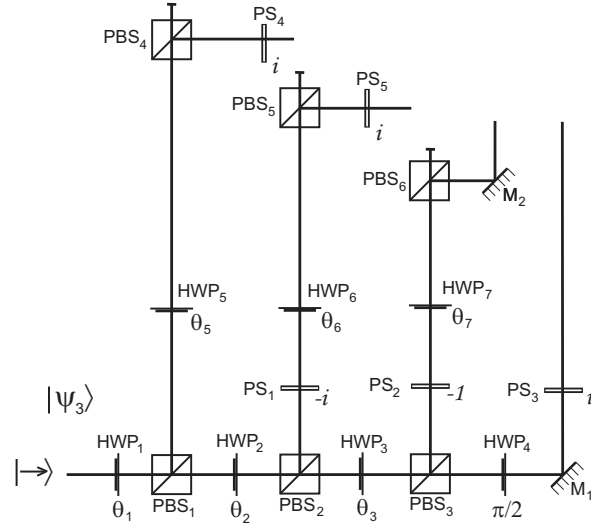 PS₄
PBS₄
i
PS₅
PBS₅
i
PBS₆
M₂
HWP₅
HWP₆
HWP₇
θ₅
θ₆
θ₇
PS₁
-i
PS₂
-1
PS₃
i
|ψ₃⟩
HWP₁
HWP₂
HWP₃
HWP₄
|→⟩
M₁
θ₁
PBS₁
θ₂
PBS₂
θ₃
PBS₃
π/2